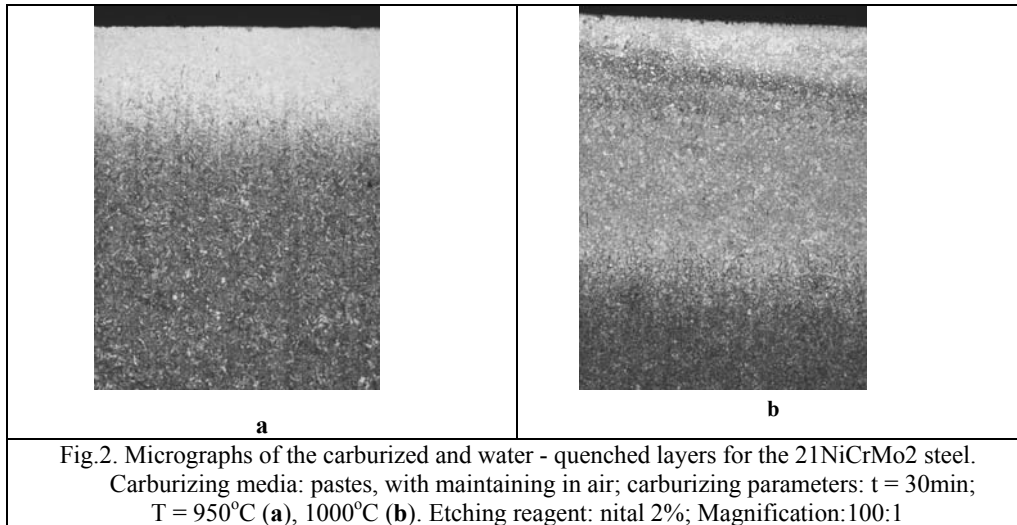 a
b
Fig.2. Micrographs of the carburized and water - quenched layers for the 21NiCrMo2 steel.
Carburizing media: pastes, with maintaining in air; carburizing parameters: t = 30min;
T = 950°C (a), 1000°C (b). Etching reagent: nital 2%; Magnification:100:1